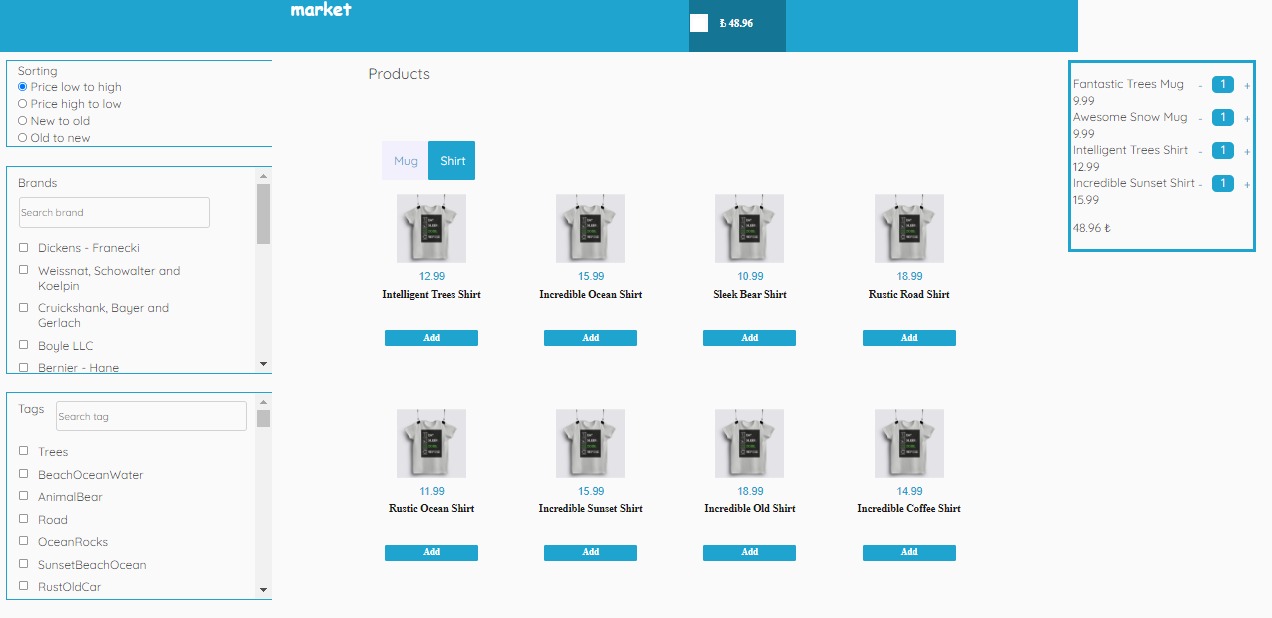 market
₺ 48.96
Sorting
Price low to high
Price high to low
New to old
Old to new
Brands
Search brand
Dickens - Franecki
Weissnat, Schowalter and
Koelpin
Cruickshank, Bayer and
Gerlach
Boyle LLC
Bernier - Hane
Tags
Search tag
Trees
BeachOceanWater
AnimalBear
Road
OceanRocks
SunsetBeachOcean
RustOldCar
Products
Mug Shirt
12.99 15.99 10.99 18.99
Intelligent Trees Shirt Incredible Ocean Shirt Sleek Bear Shirt Rustic Road Shirt
Add Add Add Add
11.99 15.99 18.99 14.99
Rustic Ocean Shirt Incredible Sunset Shirt Incredible Old Shirt Incredible Coffee Shirt
Add Add Add Add
Fantastic Trees Mug - 1 +
9.99
Awesome Snow Mug - 1 +
9.99
Intelligent Trees Shirt - 1 +
12.99
Incredible Sunset Shirt - 1 +
15.99
48.96 ₺